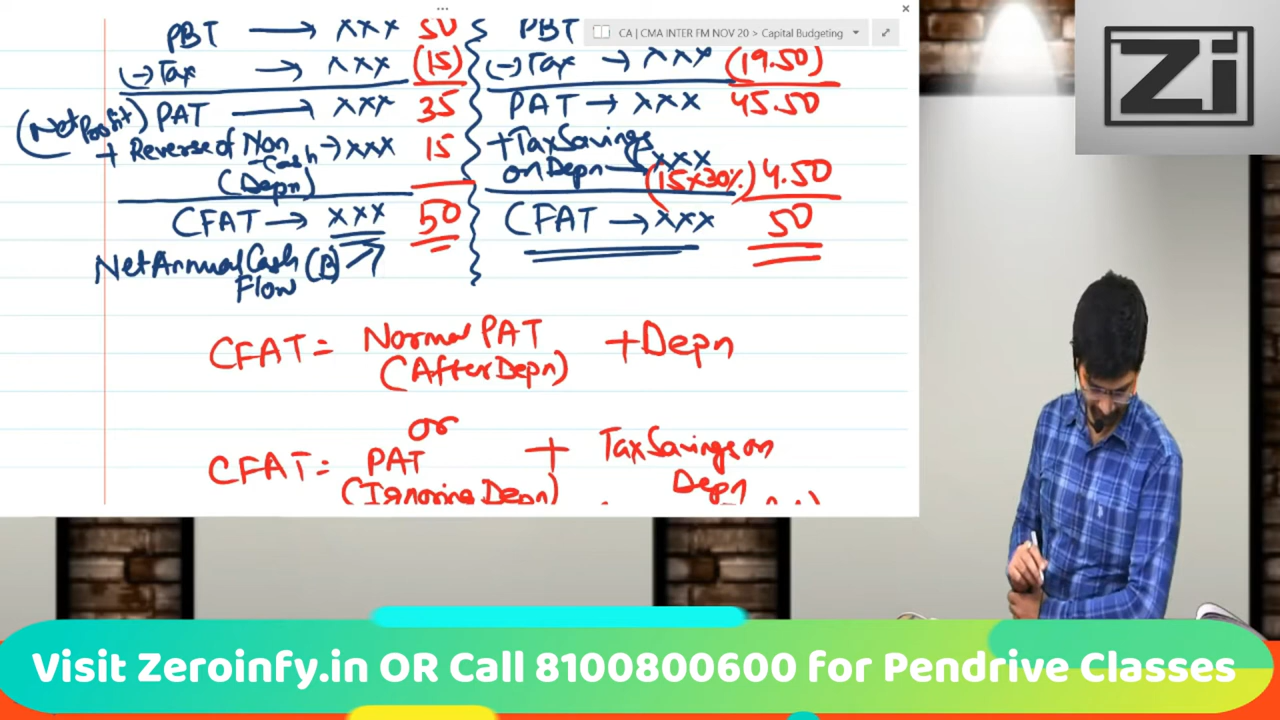 CA | CMA INTER FM NOV 20 > Capital Budgeting
Zi
PBT → XXX 50
(-) Tax → XXX (15)
(Net Profit) PAT → XXX 35
+ Reverse of Non → XXX 15
Cash
(Depn)
CFAT → XXX 50
Net Annual Cash (B)
Flow
PBT
(-) Tax → XXX (19.50)
PAT → XXX 45.50
+ Tax Savings
on Depn → XXX (15 x 30%) 4.50
CFAT → XXX 50
CFAT = Normal PAT + Depn
(After Depn)
or
CFAT = PAT + Tax Savings on
(Ignoring Depn) Depn
Visit Zeroinfy.in OR Call 8100800600 for Pendrive Classes